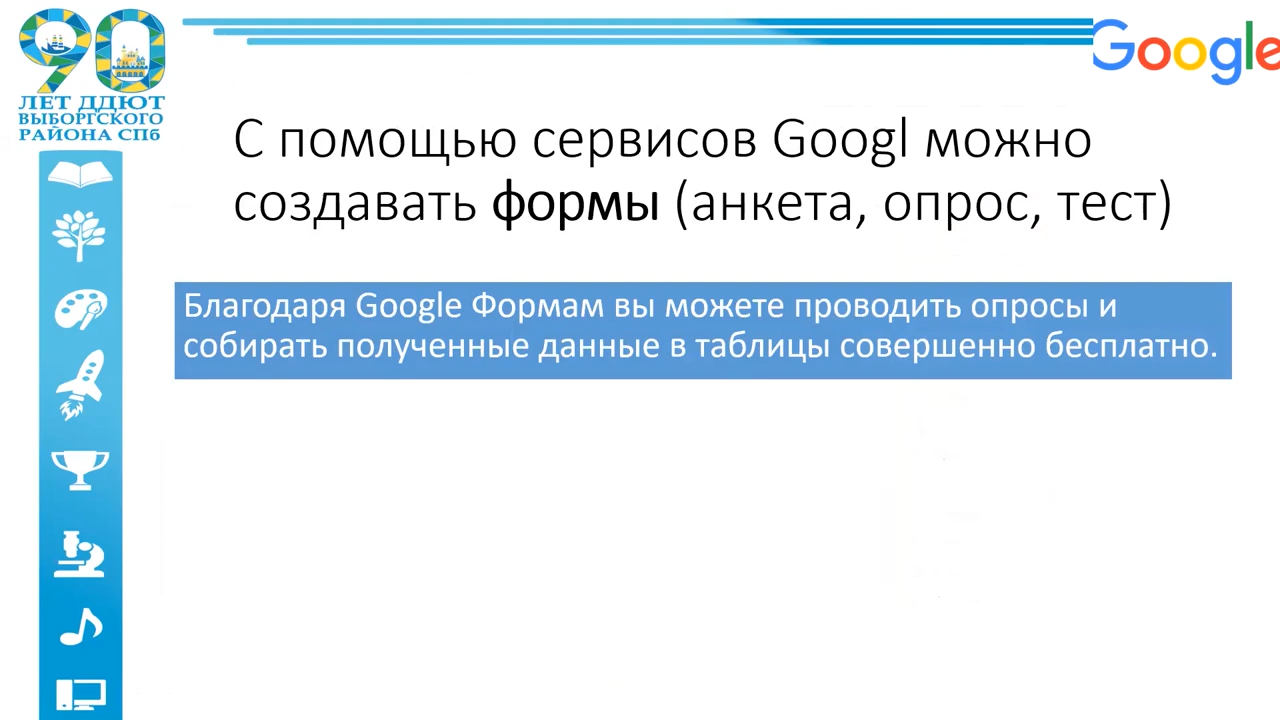 90
ЛЕТ ДДЮТ
ВЫБОРГСКОГО
РАЙОНА СПб
Google
С помощью сервисов Googl можно
создавать формы (анкета, опрос, тест)
Благодаря Google Формам вы можете проводить опросы и
собирать полученные данные в таблицы совершенно бесплатно.